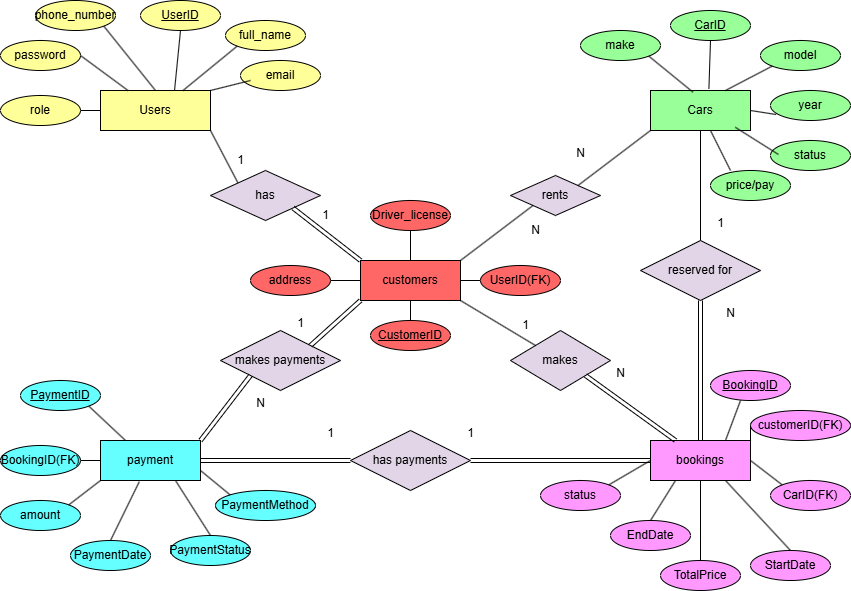 phone_number
UserID
full_name
password
email
role
Users
CarID
make
model
year
Cars
status
price/pay
1
N
has
rents
1
N
Driver_license
1
address
customers
UserID(FK)
reserved for
N
1
1
CustomerID
makes payments
makes
N
N
PaymentID
BookingID
1
1
customerID(FK)
BookingID(FK)
payment
has payments
bookings
amount
PaymentMethod
status
CarID(FK)
PaymentDate
PaymentStatus
EndDate
TotalPrice
StartDate